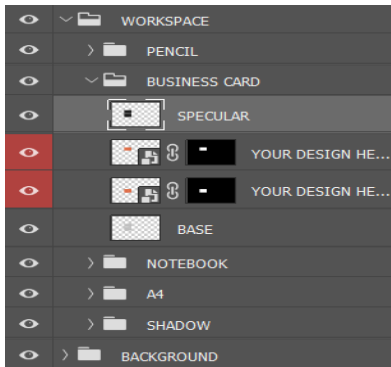 WORKSPACE
PENCIL
BUSINESS CARD
SPECULAR
YOUR DESIGN HE...
YOUR DESIGN HE...
BASE
NOTEBOOK
A4
SHADOW
BACKGROUND